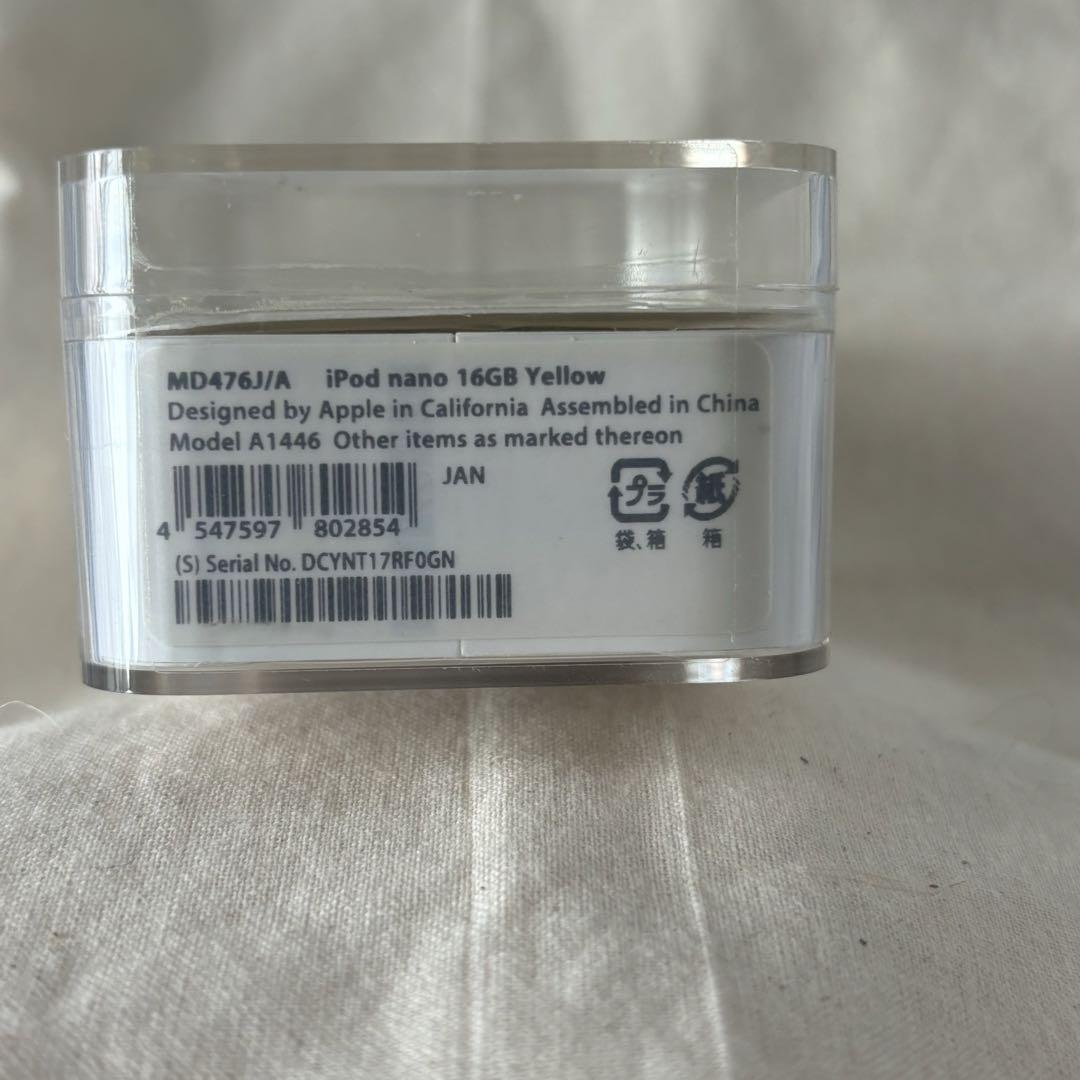 MD476J/A iPod nano 16GB Yellow
Designed by Apple in California Assembled in China
Model A1446 Other items as marked thereon
JAN
4 547597 802854
プラ 紙
袋、箱 箱
(S) Serial No. DCYNT17RF0GN